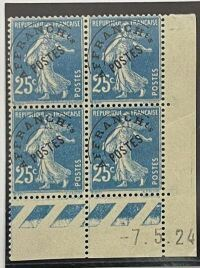 REPUBLIQUE FRANÇAISE REPUBLIQUE FRANÇAISE
AFFRANCHts AFFRANCHts
POSTES POSTES
25c POSTES 25c POSTES
REPUBLIQUE FRANÇAISE REPUBLIQUE FRANÇAISE
AFFRANCHts AFFRANCHts
POSTES POSTES
25c POSTES 25c POSTES
-7.5.24